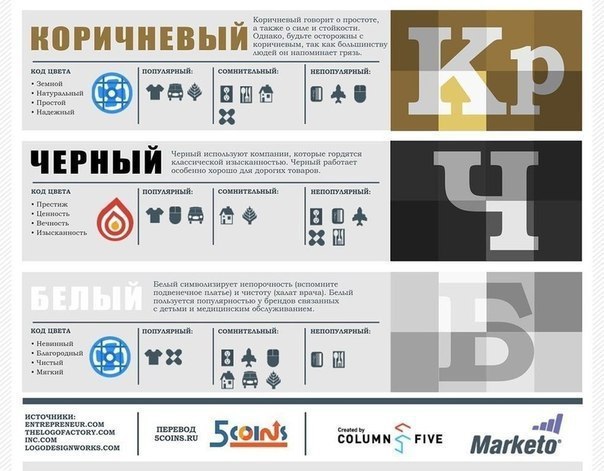 КОРИЧНЕВЫЙ
Коричневый говорит о простоте,
а также о силе и стойкости.
Однако, будьте осторожны с
коричневым, так как большинству
людей он напоминает грязь.
КОД ЦВЕТА
• Земной
• Натуральный
• Простой
• Надежный
ПОПУЛЯРНЫЙ:
СОМНИТЕЛЬНЫЙ:
НЕПОПУЛЯРНЫЙ:
Кр
ЧЕРНЫЙ
Черный используют компании, которые гордятся
классической изысканностью. Черный работает
особенно хорошо для дорогих товаров.
КОД ЦВЕТА
• Престиж
• Ценность
• Вечность
• Изысканность
ПОПУЛЯРНЫЙ:
СОМНИТЕЛЬНЫЙ:
НЕПОПУЛЯРНЫЙ:
Ч
БЕЛЫЙ
Белый символизирует непорочность (вспомните
подвенечное платье) и чистоту (халат врача). Белый
пользуется популярностью у брендов связанных
с детьми и медицинским обслуживанием.
КОД ЦВЕТА
• Невинный
• Благородный
• Чистый
• Мягкий
ПОПУЛЯРНЫЙ:
СОМНИТЕЛЬНЫЙ:
НЕПОПУЛЯРНЫЙ:
Б
ИСТОЧНИКИ:
ENTREPRENEUR.COM
THELOGOFACTORY.COM
INC.COM
LOGODESIGNWORKS.COM
ПЕРЕВОД
5COINS.RU
5coins
Created by
COLUMN FIVE
Marketo